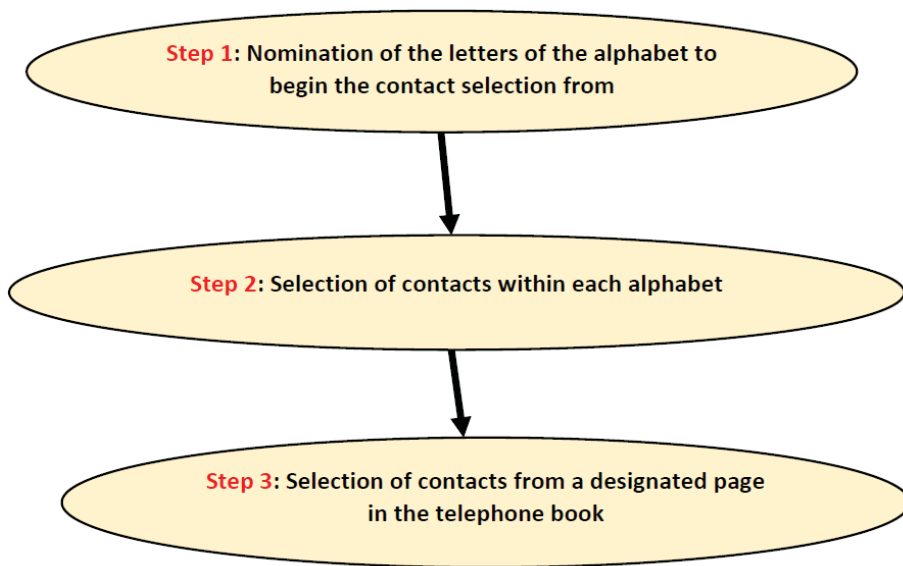 Step 1: Nomination of the letters of the alphabet to
begin the contact selection from
Step 2: Selection of contacts within each alphabet
Step 3: Selection of contacts from a designated page
in the telephone book